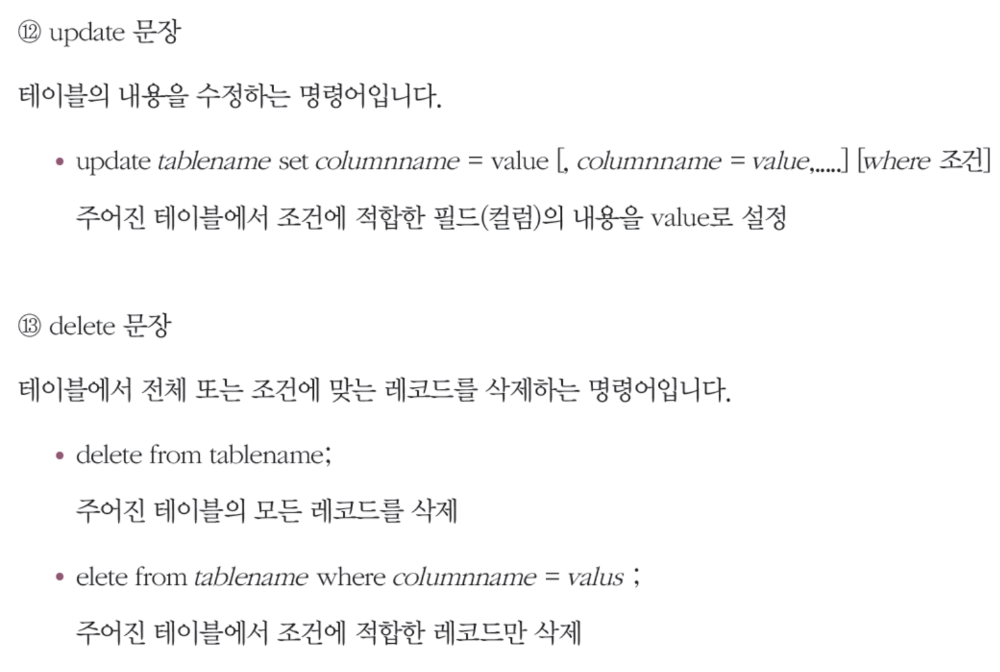 ⑫ update 문장
테이블의 내용을 수정하는 명령어입니다.
• update tablename set columnname = value [, columnname = value,.....] [where 조건]
주어진 테이블에서 조건에 적합한 필드(컬럼)의 내용을 value로 설정
⑬ delete 문장
테이블에서 전체 또는 조건에 맞는 레코드를 삭제하는 명령어입니다.
• delete from tablename;
주어진 테이블의 모든 레코드를 삭제
• elete from tablename where columnname = valus ;
주어진 테이블에서 조건에 적합한 레코드만 삭제